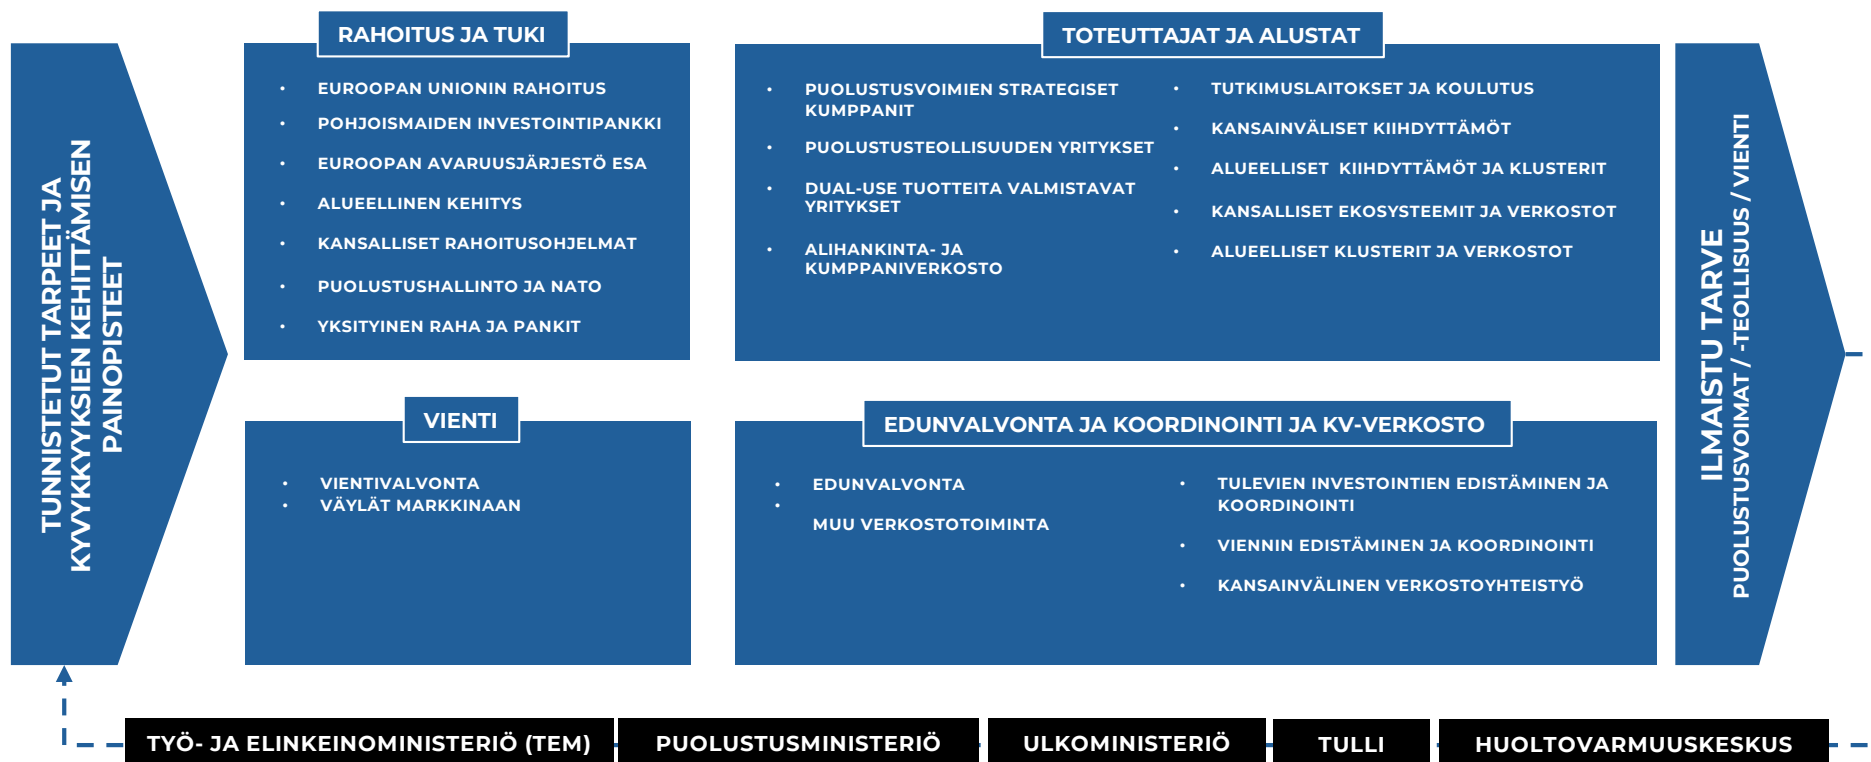 TUNNISTETUT TARPEET JA
KYVYKKYYKSIEN KEHITTÄMISEN
PAINOPISTEET
RAHOITUS JA TUKI
• EUROOPAN UNIONIN RAHOITUS
• POHJOISMAIDEN INVESTOINTIPANKKI
• EUROOPAN AVARUUSJÄRJESTÖ ESA
• ALUEELLINEN KEHITYS
• KANSALLISET RAHOITUSOHJELMAT
• PUOLUSTUSHALLINTO JA NATO
• YKSITYINEN RAHA JA PANKIT
TOTEUTTAJAT JA ALUSTAT
• PUOLUSTUSVOIMIEN STRATEGISET
KUMPPANIT
• PUOLUSTUSTEOLLISUUDEN YRITYKSET
• DUAL-USE TUOTTEITA VALMISTAVAT
YRITYKSET
• ALIHANKINTA- JA
KUMPPANIVERKOSTO
• TUTKIMUSLAITOKSET JA KOULUTUS
• KANSAINVÄLISET KIIHDYTTÄMÖT
• ALUEELLISET KIIHDYTTÄMÖT JA KLUSTERIT
• KANSALLISET EKOSYSTEEMIT JA VERKOSTOT
• ALUEELLISET KLUSTERIT JA VERKOSTOT
VIENTI
• VIENTIVALVONTA
• VÄYLÄT MARKKINAAN
EDUNVALVONTA JA KOORDINOINTI JA KV-VERKOSTO
• EDUNVALVONTA
•
MUU VERKOSTOTOIMINTA
• TULEVIEN INVESTOINTIEN EDISTÄMINEN JA
KOORDINOINTI
• VIENNIN EDISTÄMINEN JA KOORDINOINTI
• KANSAINVÄLINEN VERKOSTOYHTEISTYÖ
ILMAISTU TARVE
PUOLUSTUSVOIMAT / -TEOLLISUUS / VIENTI
TYÖ- JA ELINKEINOMINISTERIÖ (TEM)
PUOLUSTUSMINISTERIÖ
ULKOMINISTERIÖ
TULLI
HUOLTOVARMUUSKESKUS